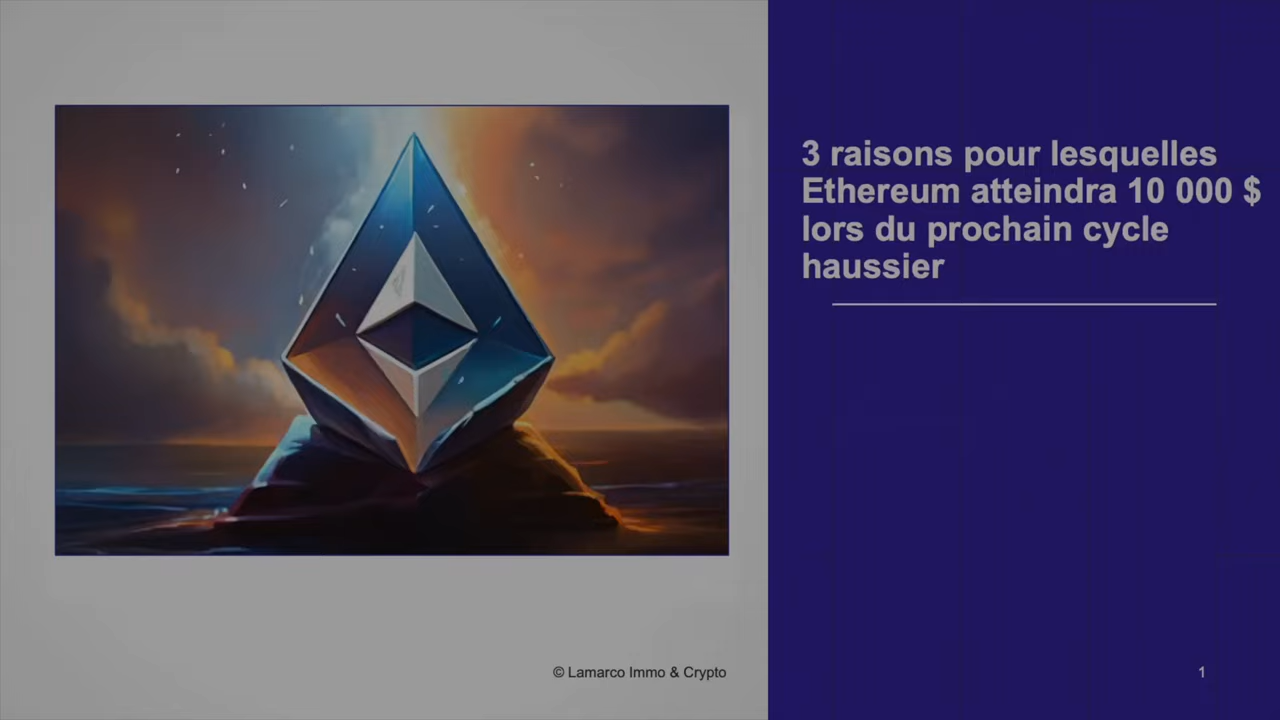 3 raisons pour lesquelles
Ethereum atteindra 10 000 $
lors du prochain cycle
haussier
© Lamarco Immo & Crypto
1